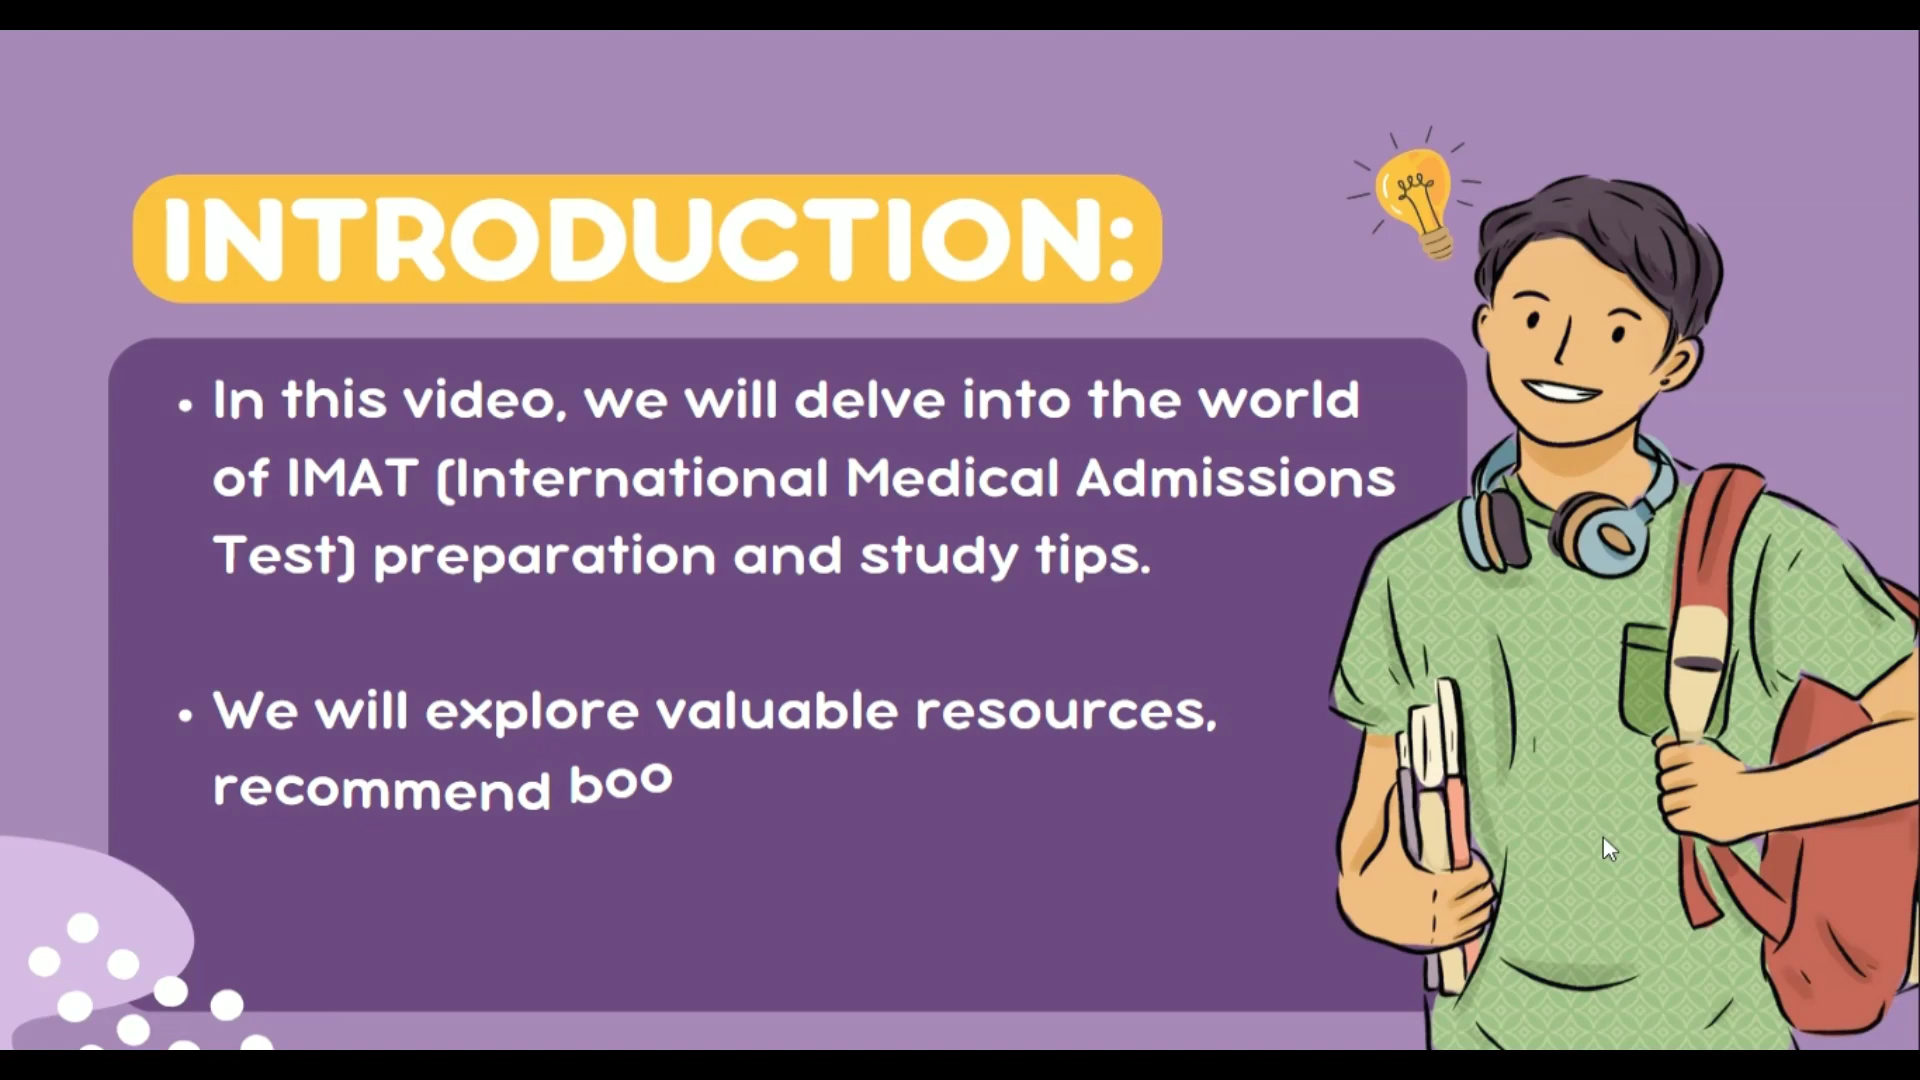 INTRODUCTION:
• In this video, we will delve into the world
of IMAT (International Medical Admissions
Test) preparation and study tips.
• We will explore valuable resources,
recommend boo